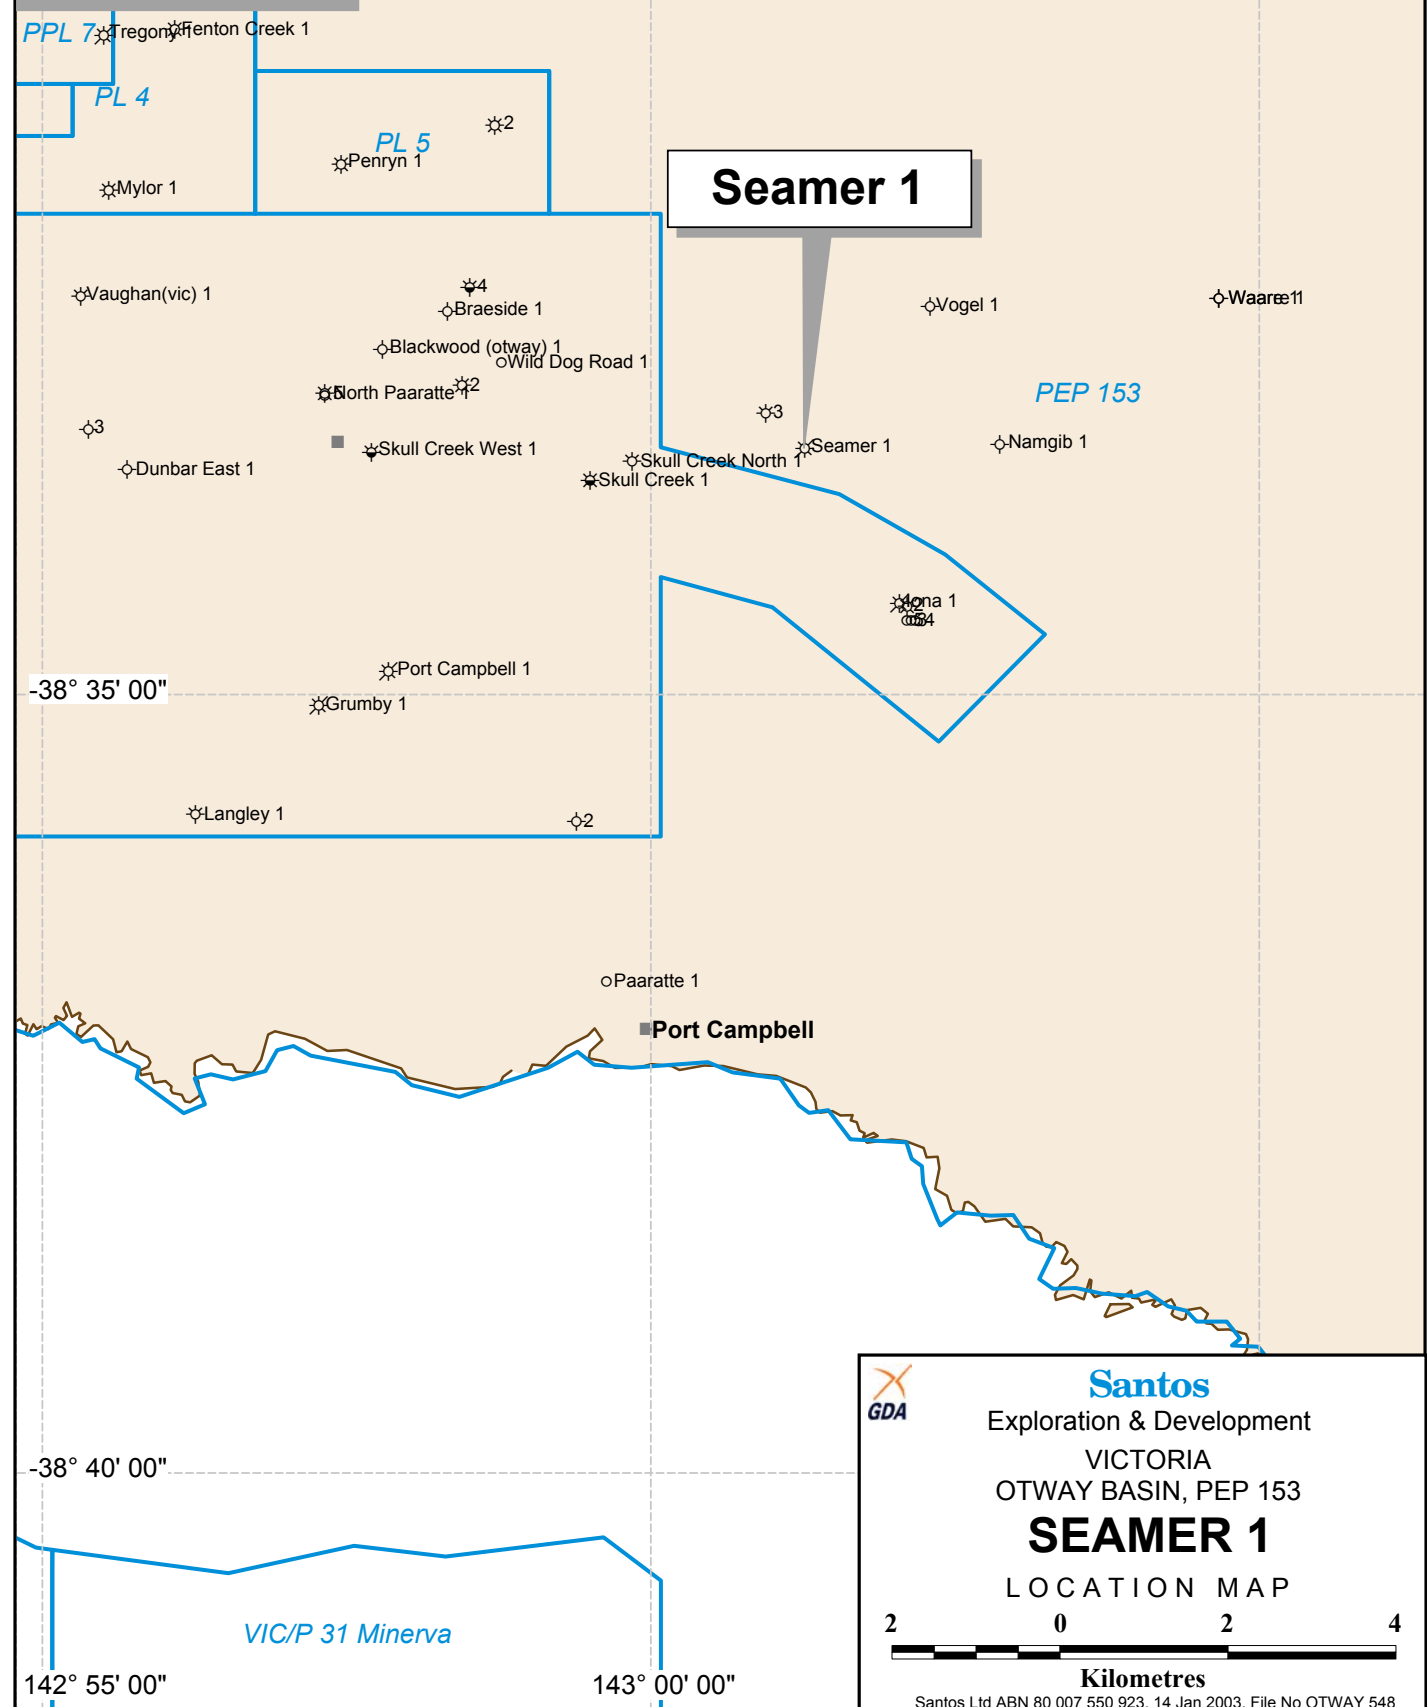 PPL 7
Tregony 1
Fenton Creek 1
PL 4
2
PL 5
Penryn 1
Mylor 1
Seamer 1
Vaughan(vic) 1
4
Braeside 1
Vogel 1
Waarre 1
Blackwood (otway) 1
Wild Dog Road 1
2
North Paaratte 1
5
PEP 153
3
3
Seamer 1
Namgib 1
Skull Creek West 1
Dunbar East 1
Skull Creek North 1
Skull Creek 1
Iona 1
2
4
Port Campbell 1
-38° 35' 00"
Grumby 1
Langley 1
2
Paaratte 1
Port Campbell
GDA
Santos
Exploration & Development
VICTORIA
OTWAY BASIN, PEP 153
SEAMER 1
LOCATION MAP
2 0 2 4
Kilometres
Santos Ltd ABN 80 007 550 923, 14 Jan 2003, File No OTWAY 548
-38° 40' 00"
VIC/P 31 Minerva
142° 55' 00"
143° 00' 00"